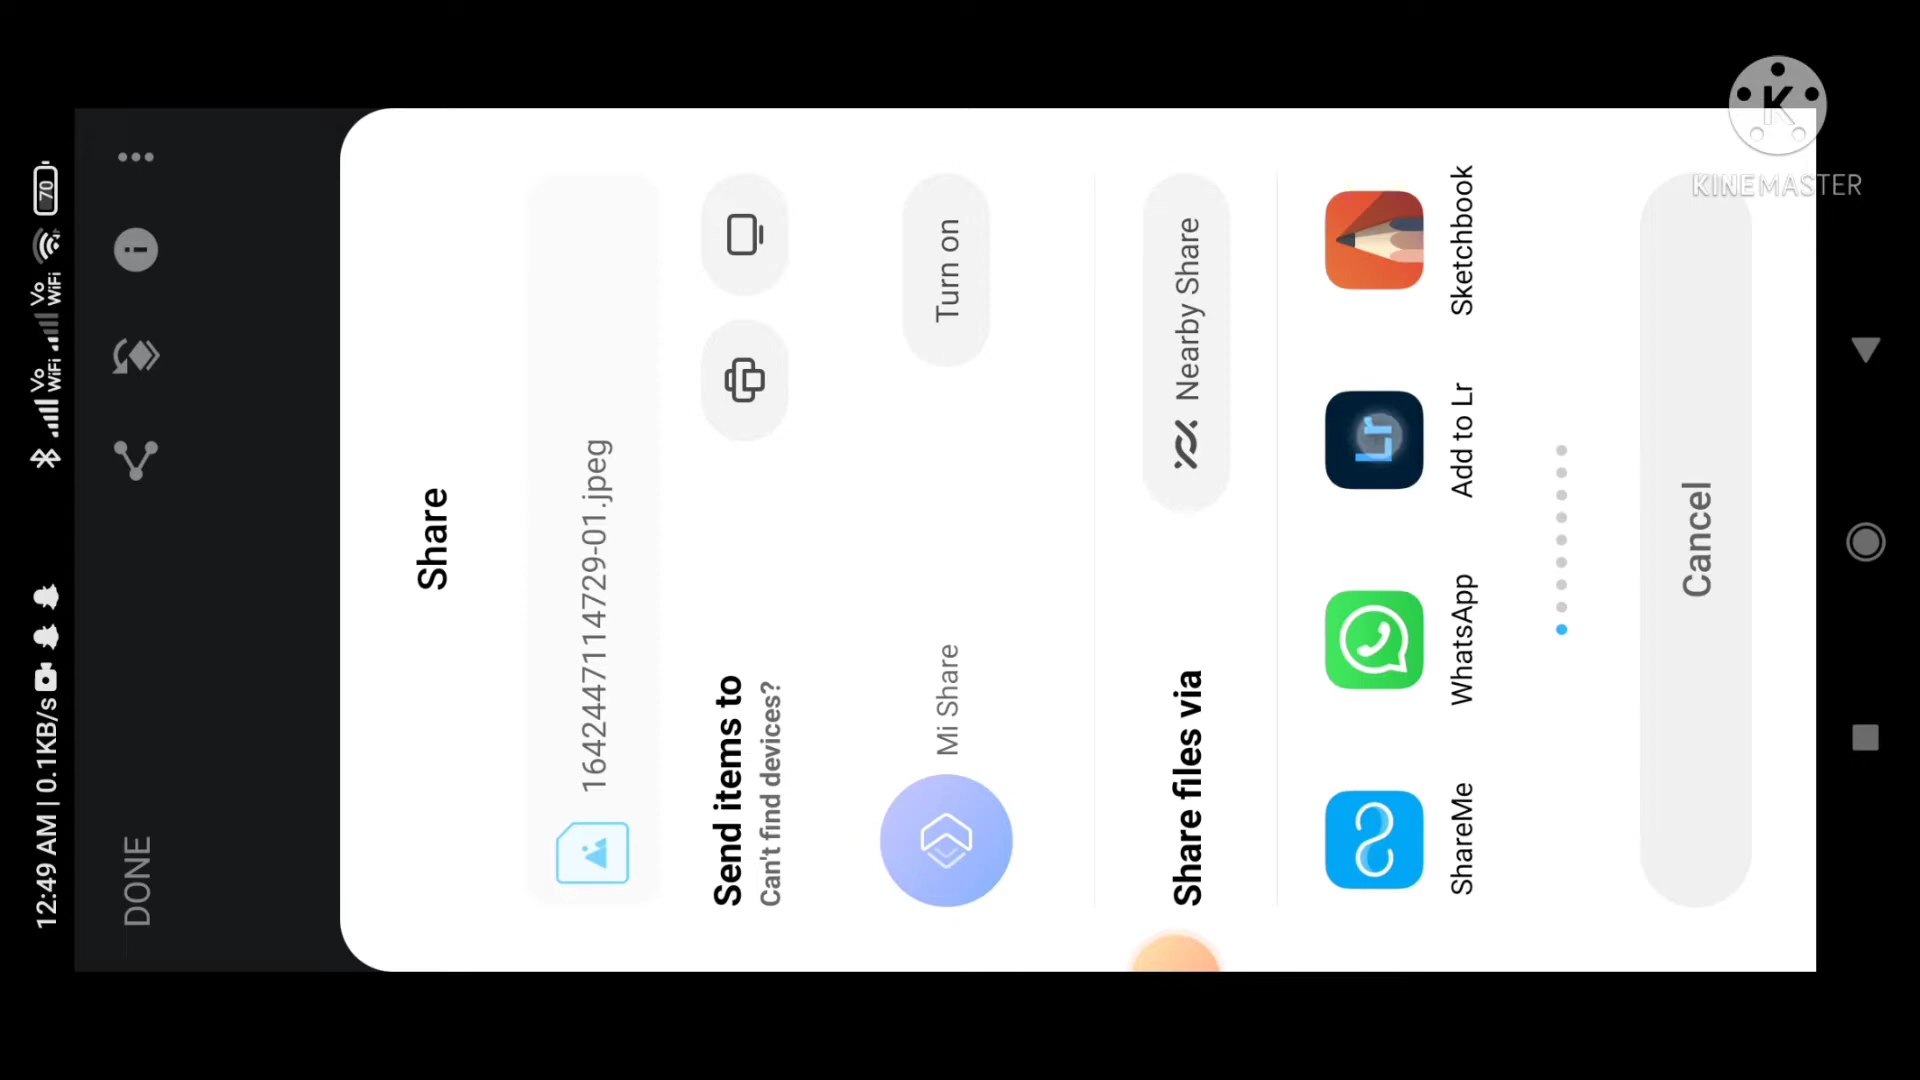 12:49 AM | 0.1KB/s
Vo
WiFi
Vo
WiFi
70
DONE
Share
1642447114729-01.jpeg
Send items to
Can't find devices?
Mi Share
Turn on
Share files via
Nearby Share
ShareMe
WhatsApp
Lr
Add to Lr
Sketchbook
Cancel
K
KINEMASTER